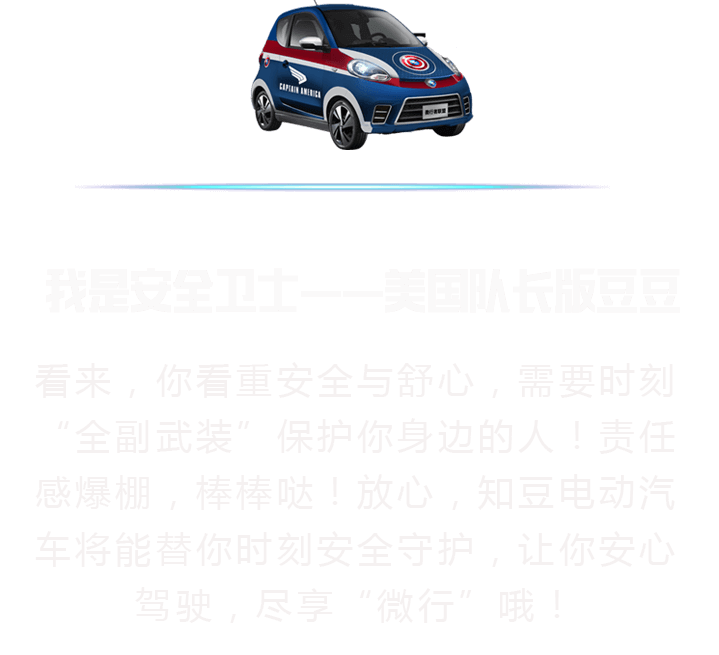 CAPTAIN AMERICA
我是安全卫士——美国队长版豆豆
看来，你看重安全与舒心，需要时刻
“全副武装”保护你身边的人！责任
感爆棚，棒棒哒！放心，知豆电动汽
车将能替你时刻安全守护，让你安心
驾驶，尽享“微行”哦！